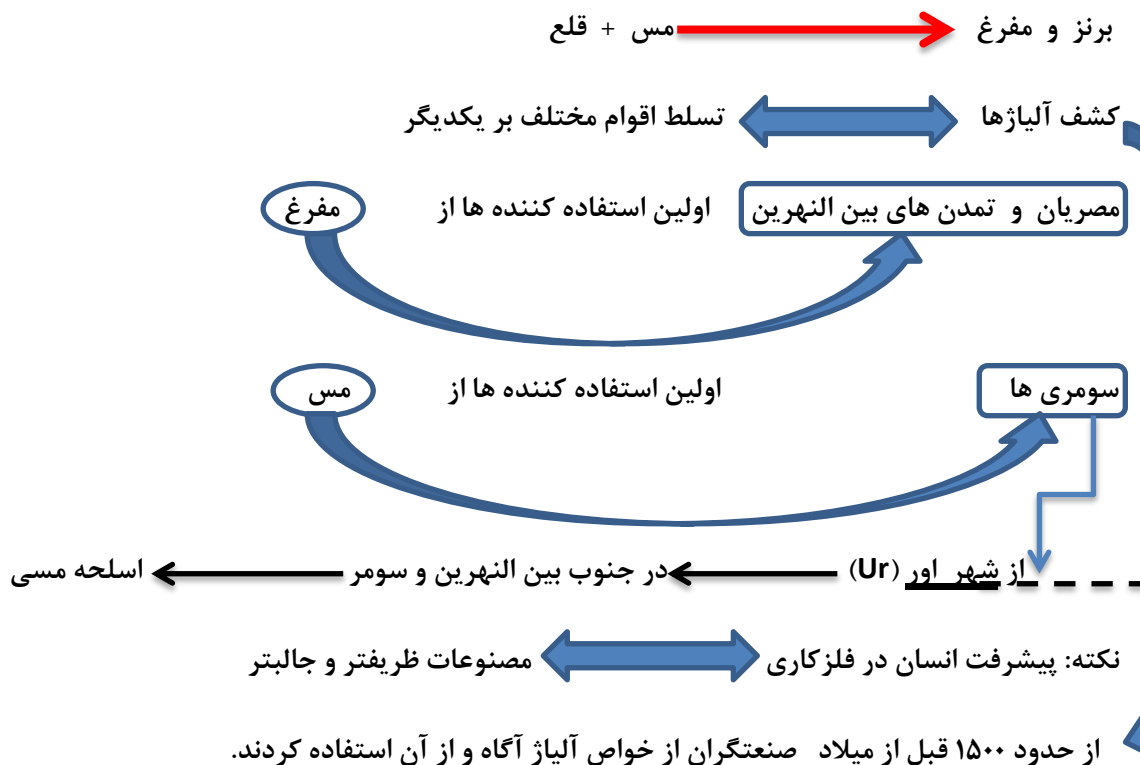 برنز و مفرغ مس + قلع
کشف آلیاژها تسلط اقوام مختلف بر یکدیگر
مصریان و تمدن های بین النهرین اولین استفاده کننده ها از مفرغ
سومری ها اولین استفاده کننده ها از مس
از شهر اور (Ur) در جنوب بین النهرین و سومر اسلحه مسی
نکته: پیشرفت انسان در فلزکاری مصنوعات ظریفتر و جالبتر
از حدود ۱۵۰۰ قبل از میلاد صنعتگران از خواص آلیاژ آگاه و از آن استفاده کردند.